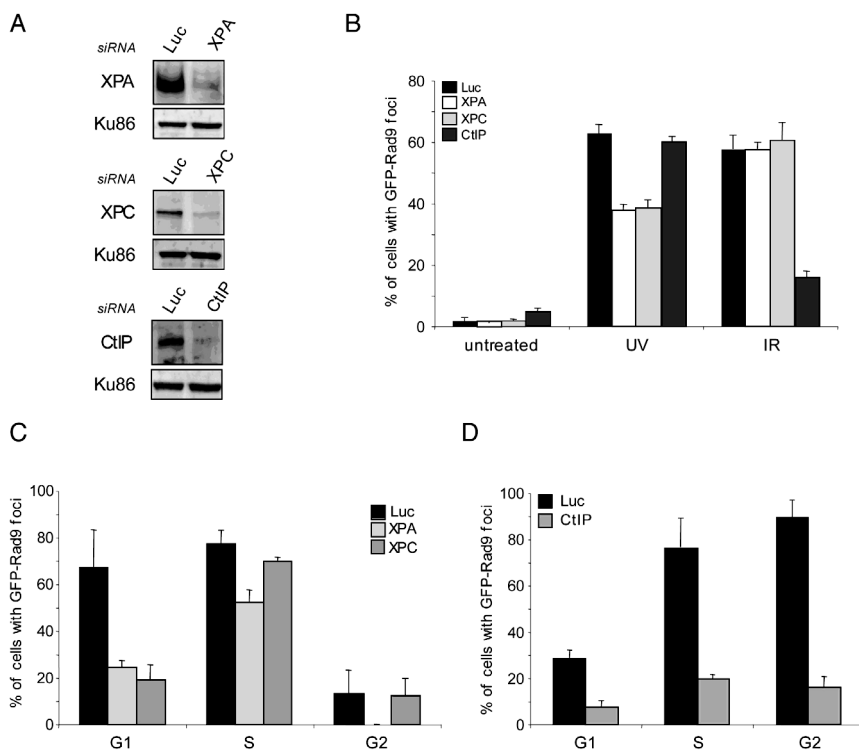 A
siRNA Luc XPA
XPA
Ku86
siRNA Luc XPC
XPC
Ku86
siRNA Luc CtIP
CtIP
Ku86
B
% of cells with GFP-Rad9 foci
80
60
40
20
0
Luc
XPA
XPC
CtIP
untreated UV IR
C
% of cells with GFP-Rad9 foci
100
80
60
40
20
0
Luc
XPA
XPC
G1 S G2
D
% of cells with GFP-Rad9 foci
100
80
60
40
20
0
Luc
CtIP
G1 S G2